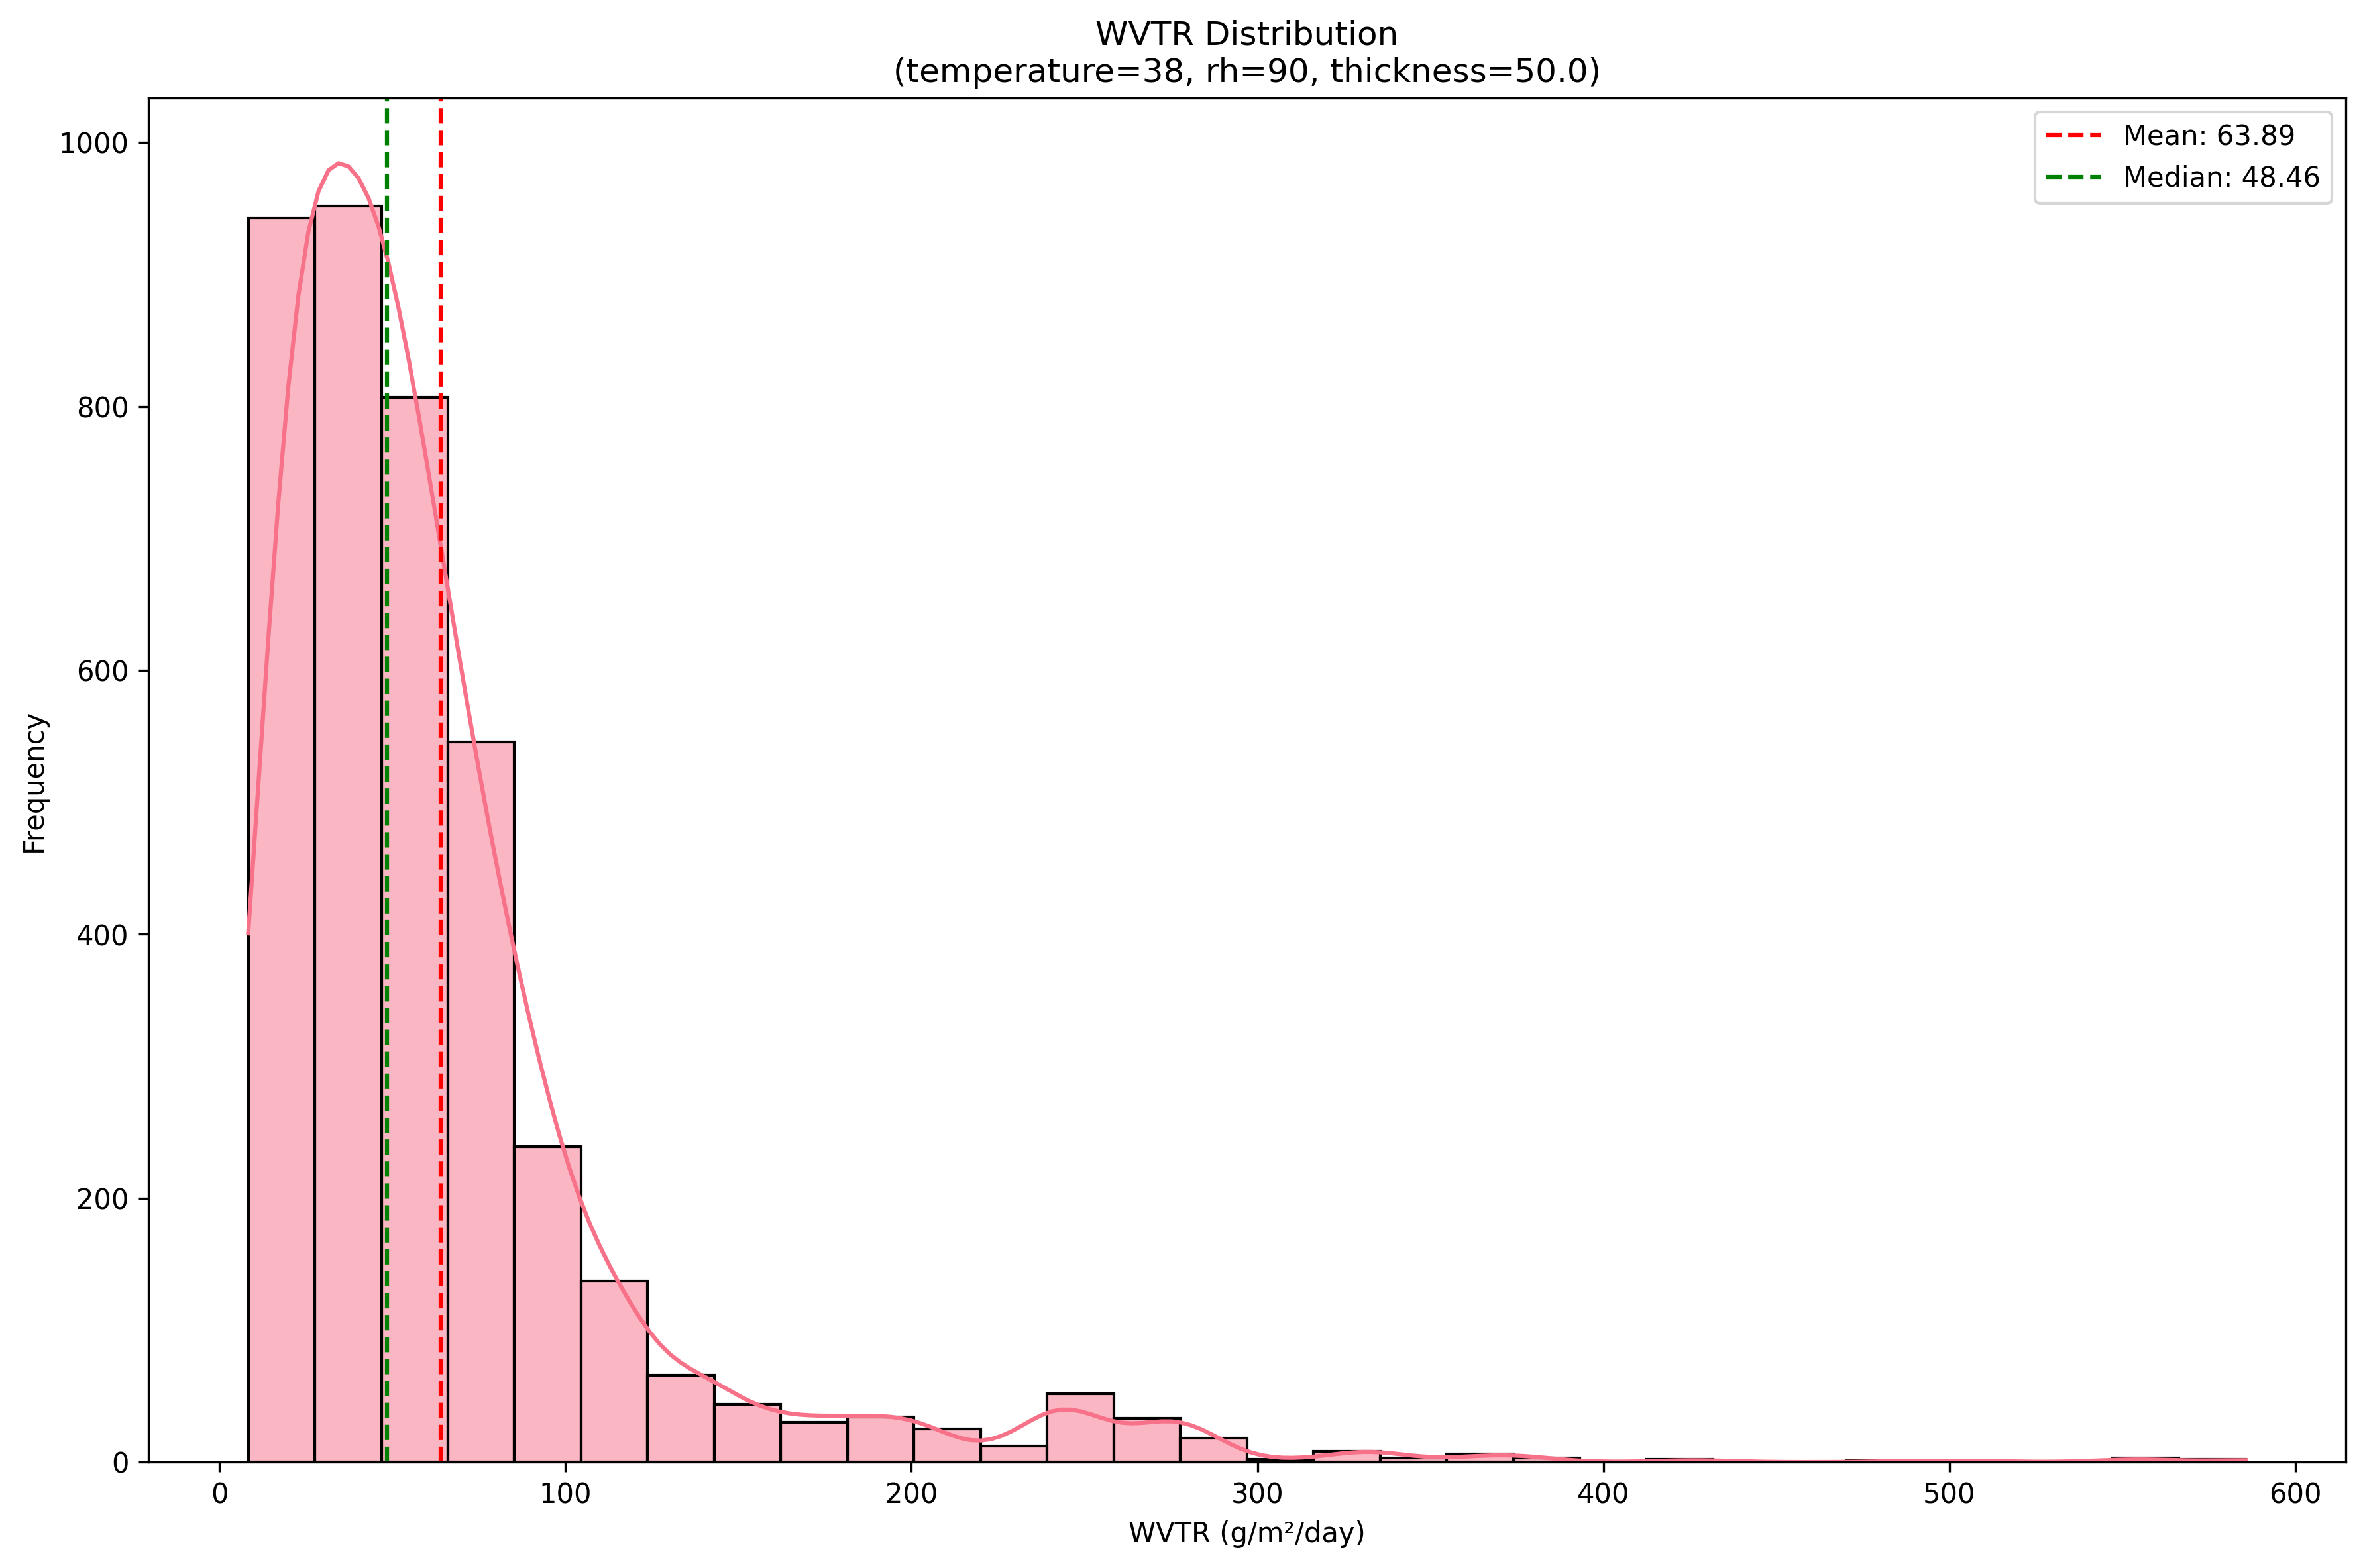 WVTR Distribution
(temperature=38, rh=90, thickness=50.0)
Mean: 63.89
Median: 48.46
1000
800
600
400
200
0
Frequency
0 100 200 300 400 500 600
WVTR (g/m²/day)